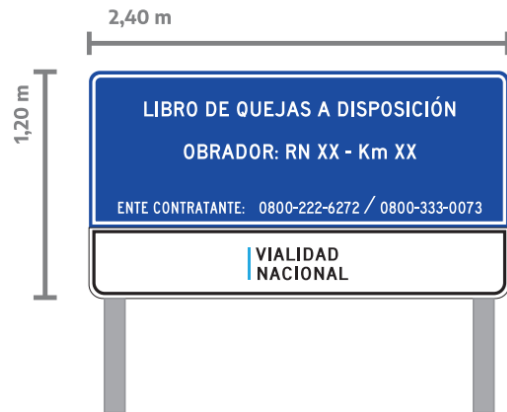 2,40 m
1,20 m
LIBRO DE QUEJAS A DISPOSICIÓN
OBRADOR: RN XX - Km XX
ENTE CONTRATANTE: 0800-222-6272 / 0800-333-0073
VIALIDAD
NACIONAL